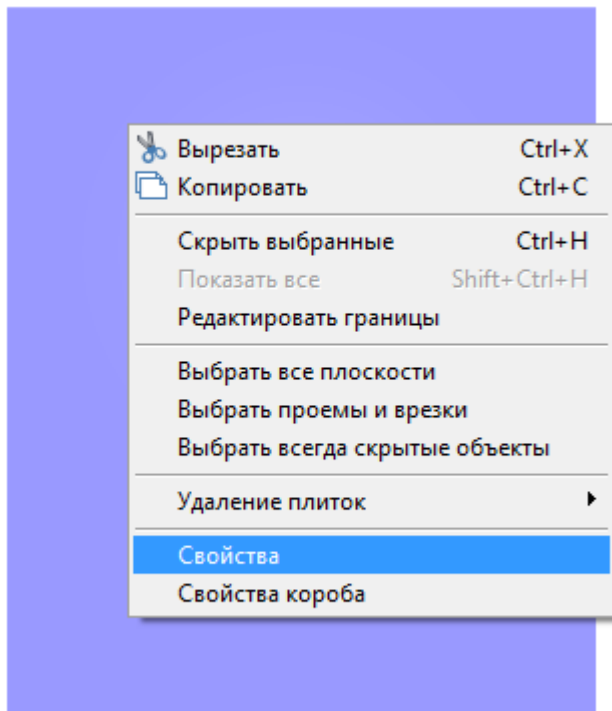 Вырезать Ctrl+X
Копировать Ctrl+C
Скрыть выбранные Ctrl+H
Показать все Shift+Ctrl+H
Редактировать границы
Выбрать все плоскости
Выбрать проемы и врезки
Выбрать всегда скрытые объекты
Удаление плиток
Свойства
Свойства короба